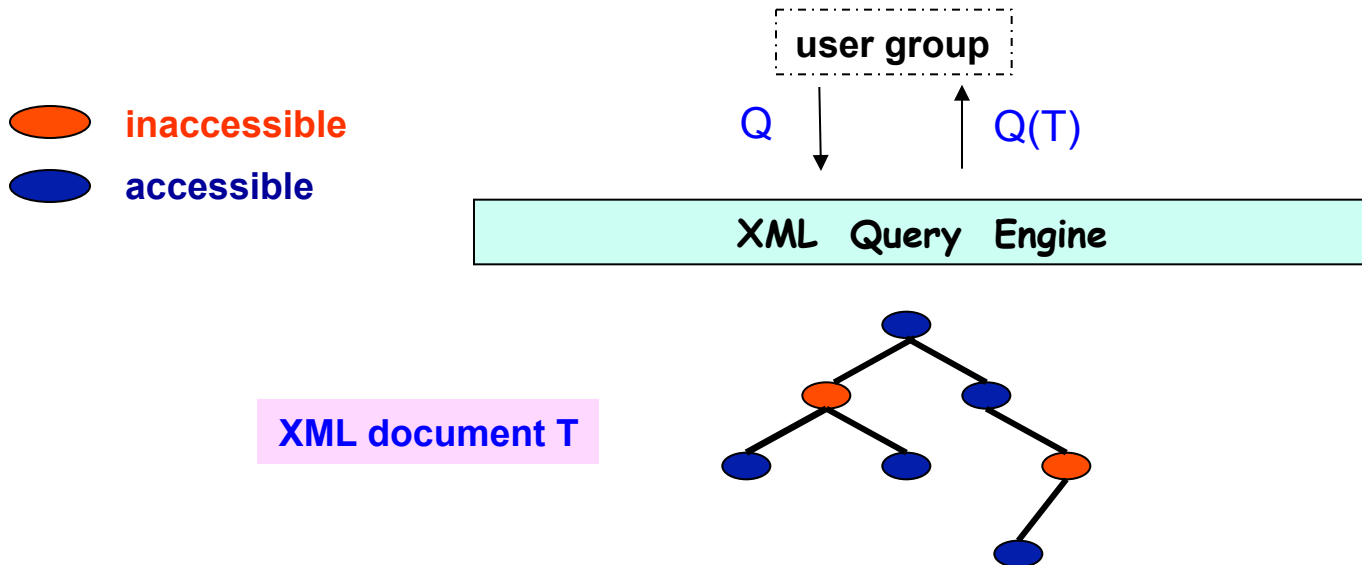 user group
inaccessible
Q
Q(T)
accessible
XML Query Engine
XML document T